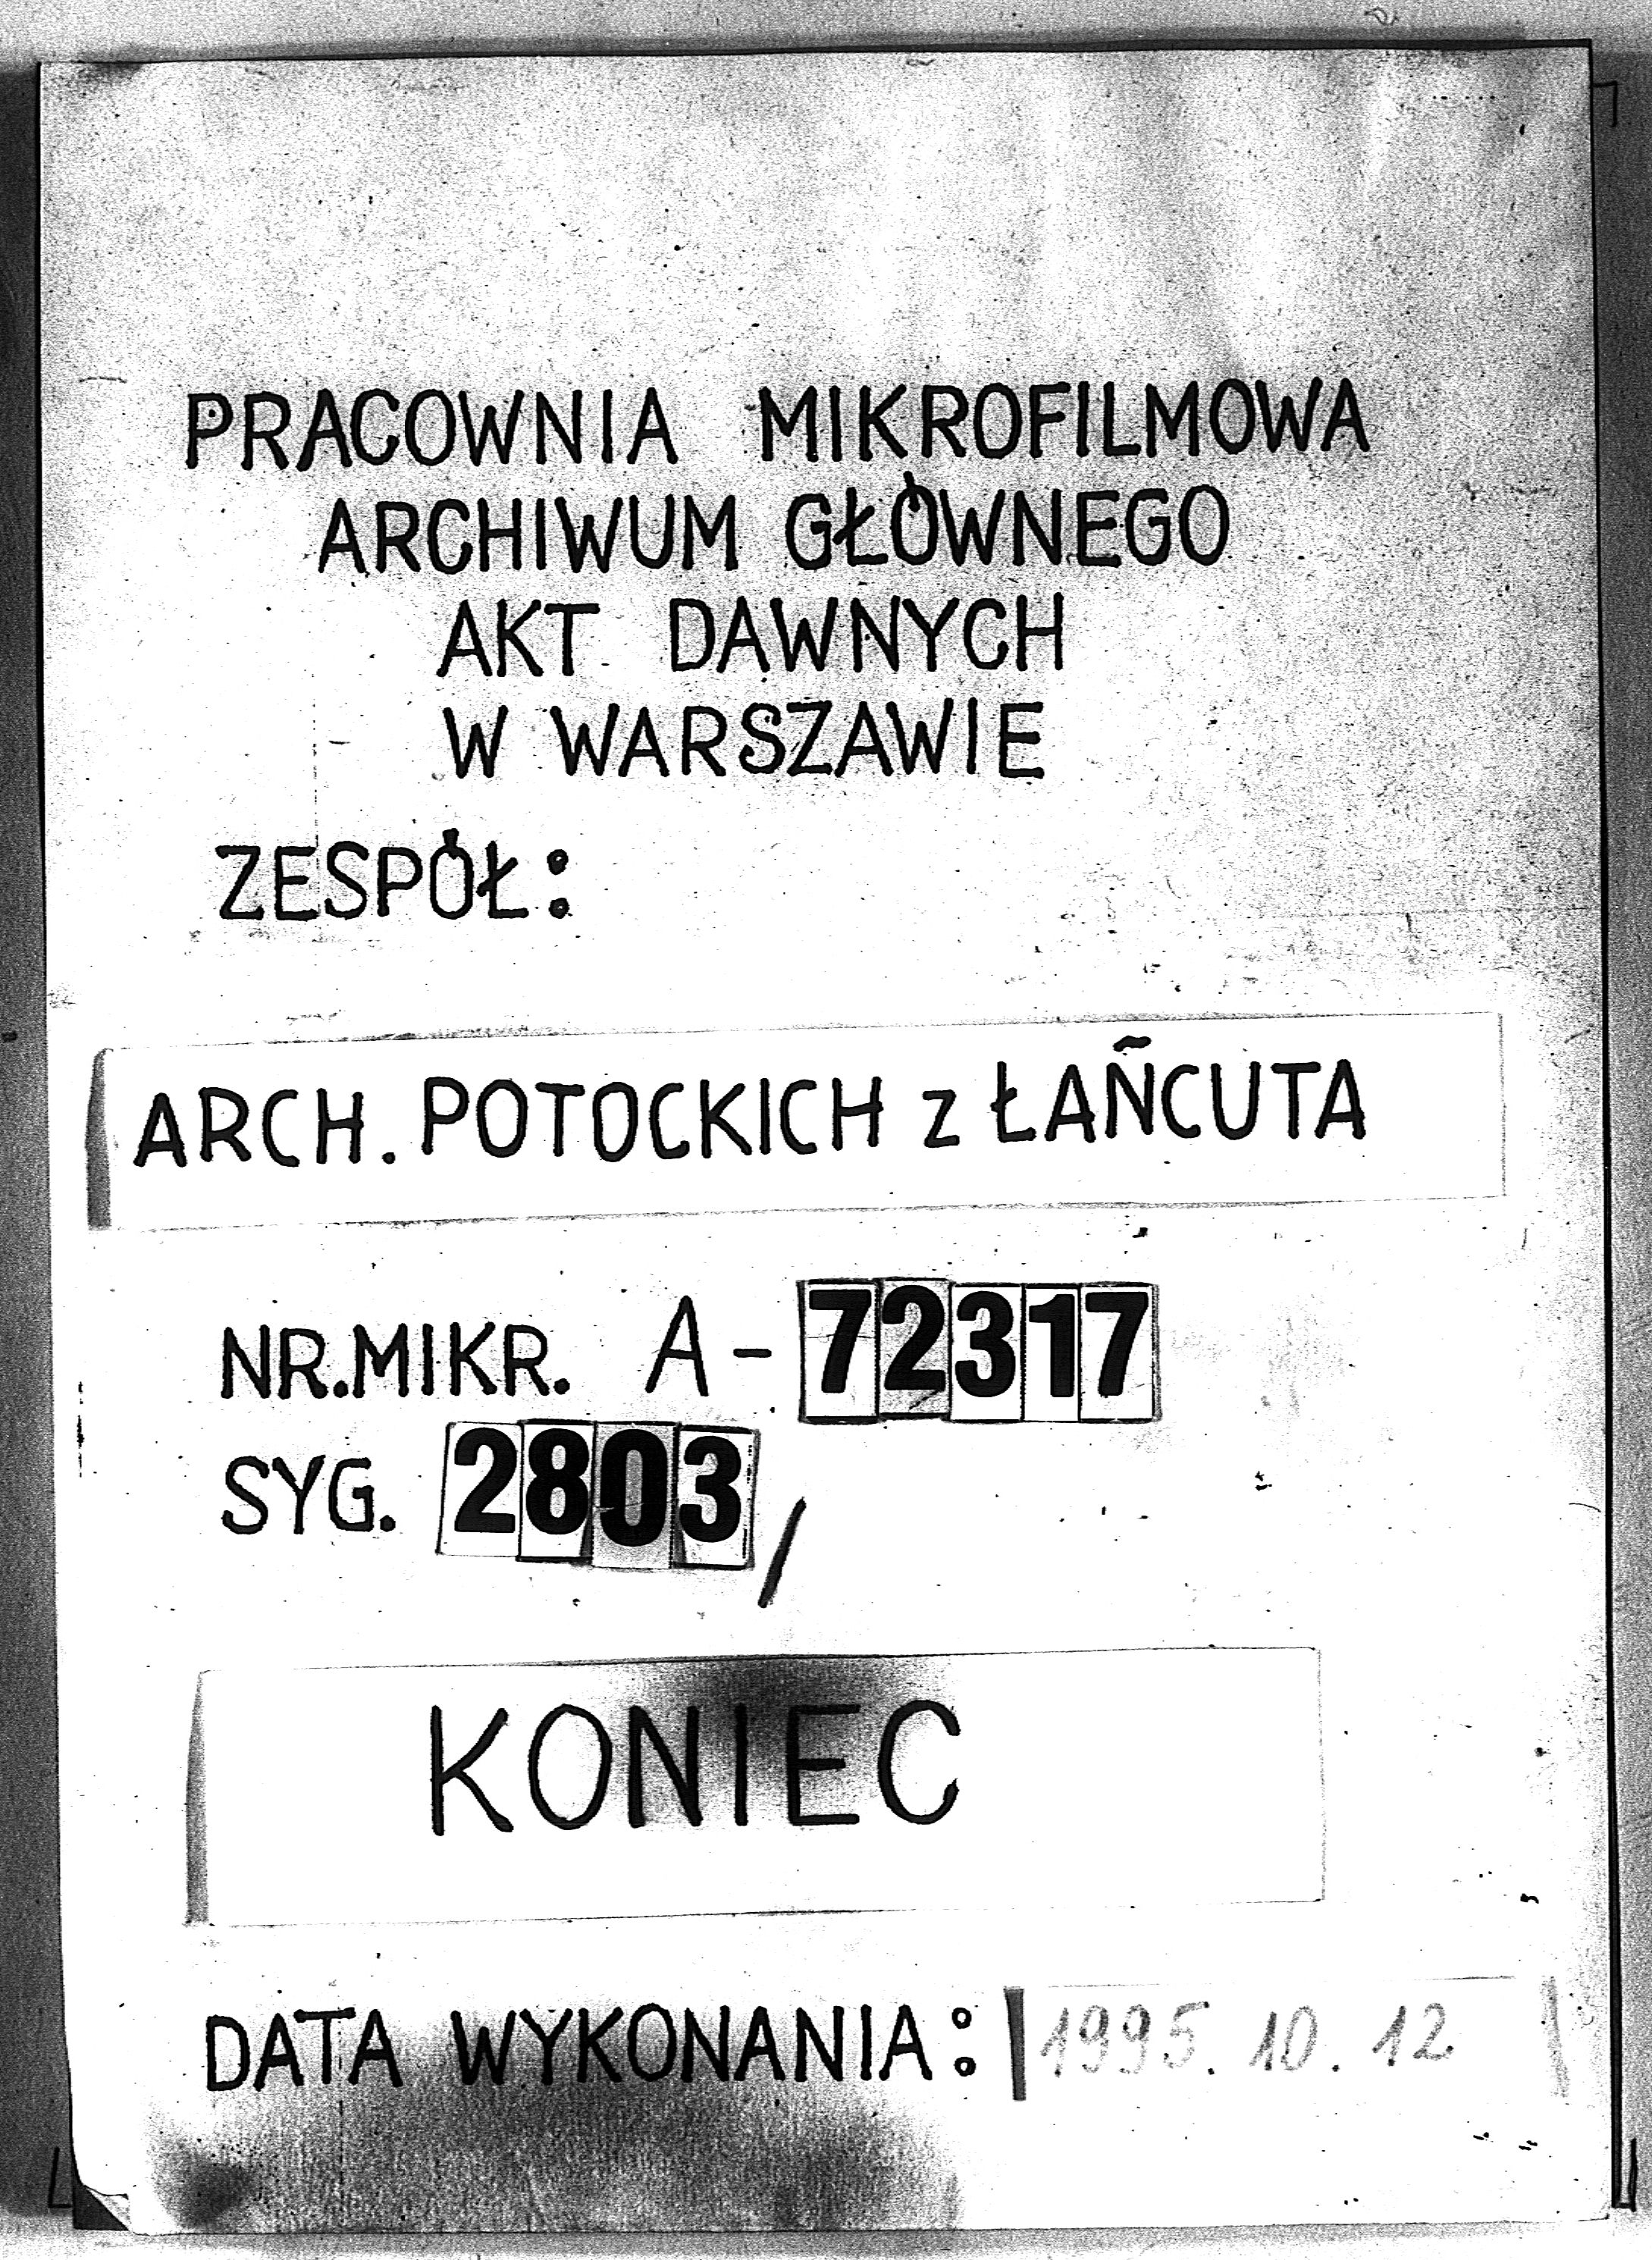 PRACOWNIA MIKROFILMOWA
ARCHIWUM GŁÓWNEGO
AKT DAWNYCH
W WARSZAWIE
ZESPÓŁ:
ARCH. POTOCKICH z ŁAŃCUTA
NR.MIKR. A-72317
SYG. 2803/
KONIEC
DATA WYKONANIA: 1995.10.12